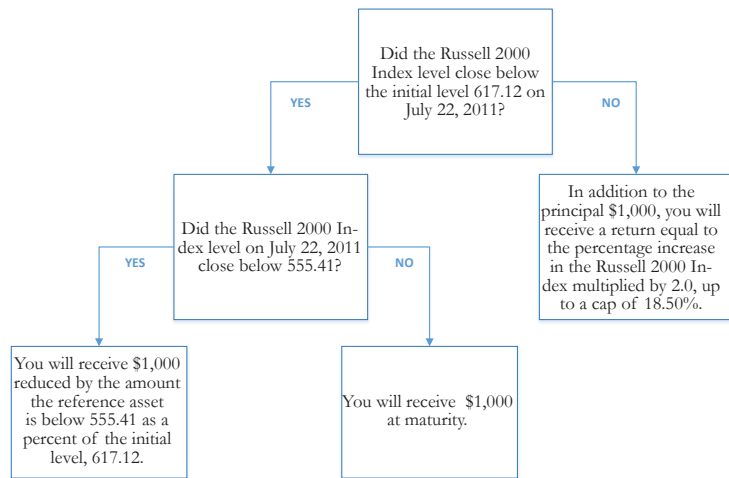 Did the Russell 2000
Index level close below
the initial level 617.12 on
July 22, 2011?
YES
NO
Did the Russell 2000 In-
dex level on July 22, 2011
close below 555.41?
In addition to the
principal $1,000, you will
receive a return equal to
the percentage increase
in the Russell 2000 In-
dex multiplied by 2.0, up
to a cap of 18.50%.
YES
NO
You will receive $1,000
reduced by the amount
the reference asset
is below 555.41 as a
percent of the initial
level, 617.12.
You will receive $1,000
at maturity.